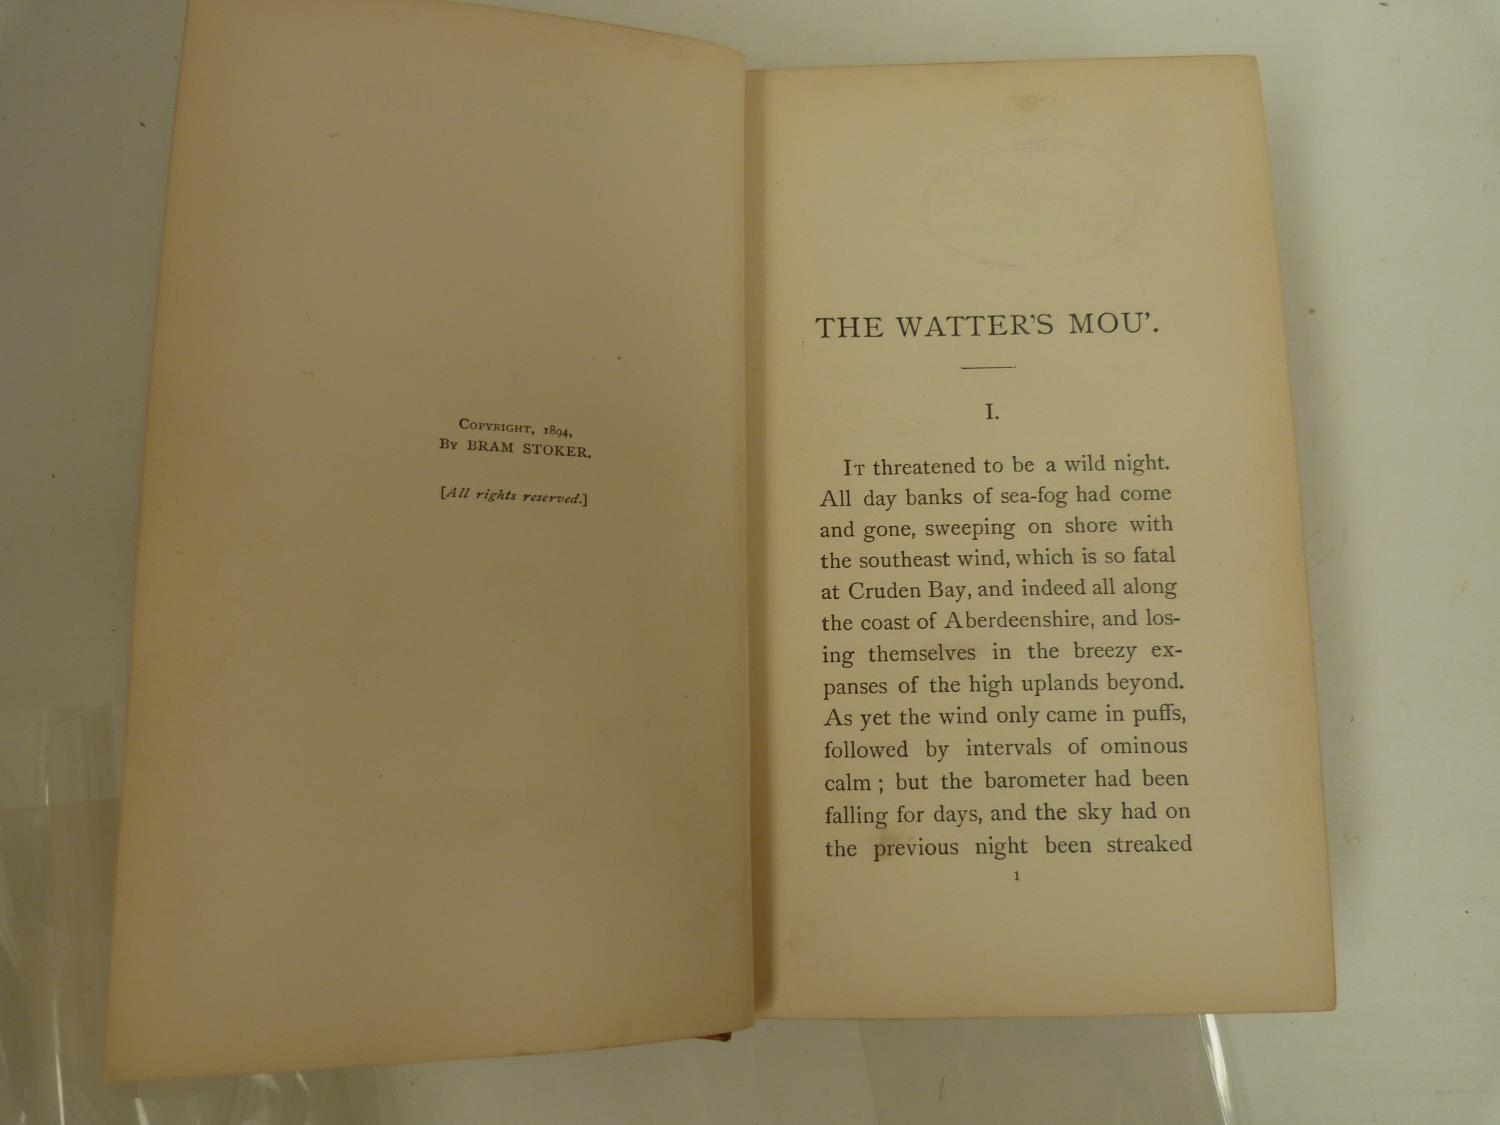 COPYRIGHT, 1894,
BY BRAM STOKER.
[All rights reserved.]
THE WATTER'S MOU'.
I.
IT threatened to be a wild night.
All day banks of sea-fog had come
and gone, sweeping on shore with
the southeast wind, which is so fatal
at Cruden Bay, and indeed all along
the coast of Aberdeenshire, and los-
ing themselves in the breezy ex-
panses of the high uplands beyond.
As yet the wind only came in puffs,
followed by intervals of ominous
calm ; but the barometer had been
falling for days, and the sky had on
the previous night been streaked
1